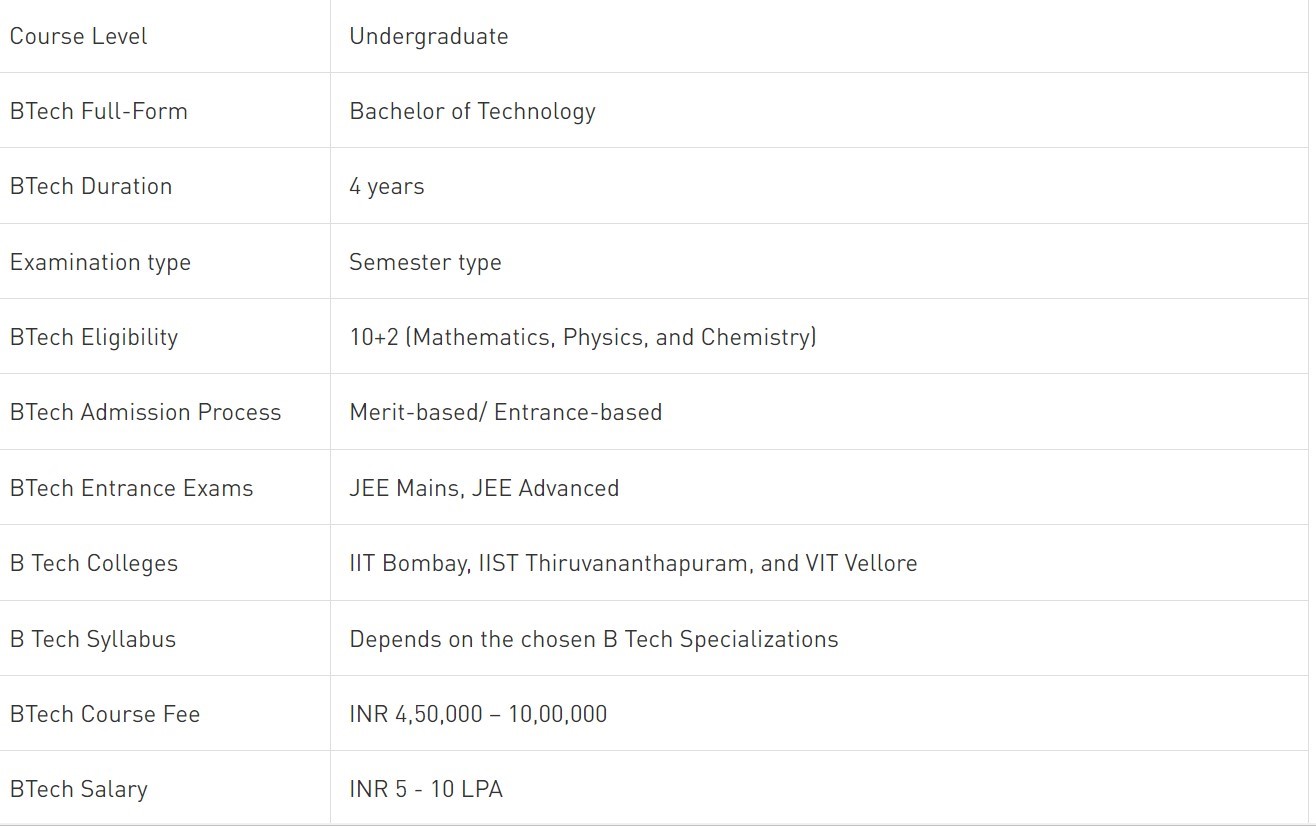 Course Level Undergraduate
BTech Full-Form Bachelor of Technology
BTech Duration 4 years
Examination type Semester type
BTech Eligibility 10+2 (Mathematics, Physics, and Chemistry)
BTech Admission Process Merit-based/ Entrance-based
BTech Entrance Exams JEE Mains, JEE Advanced
B Tech Colleges IIT Bombay, IIST Thiruvananthapuram, and VIT Vellore
B Tech Syllabus Depends on the chosen B Tech Specializations
BTech Course Fee INR 4,50,000 – 10,00,000
BTech Salary INR 5 - 10 LPA